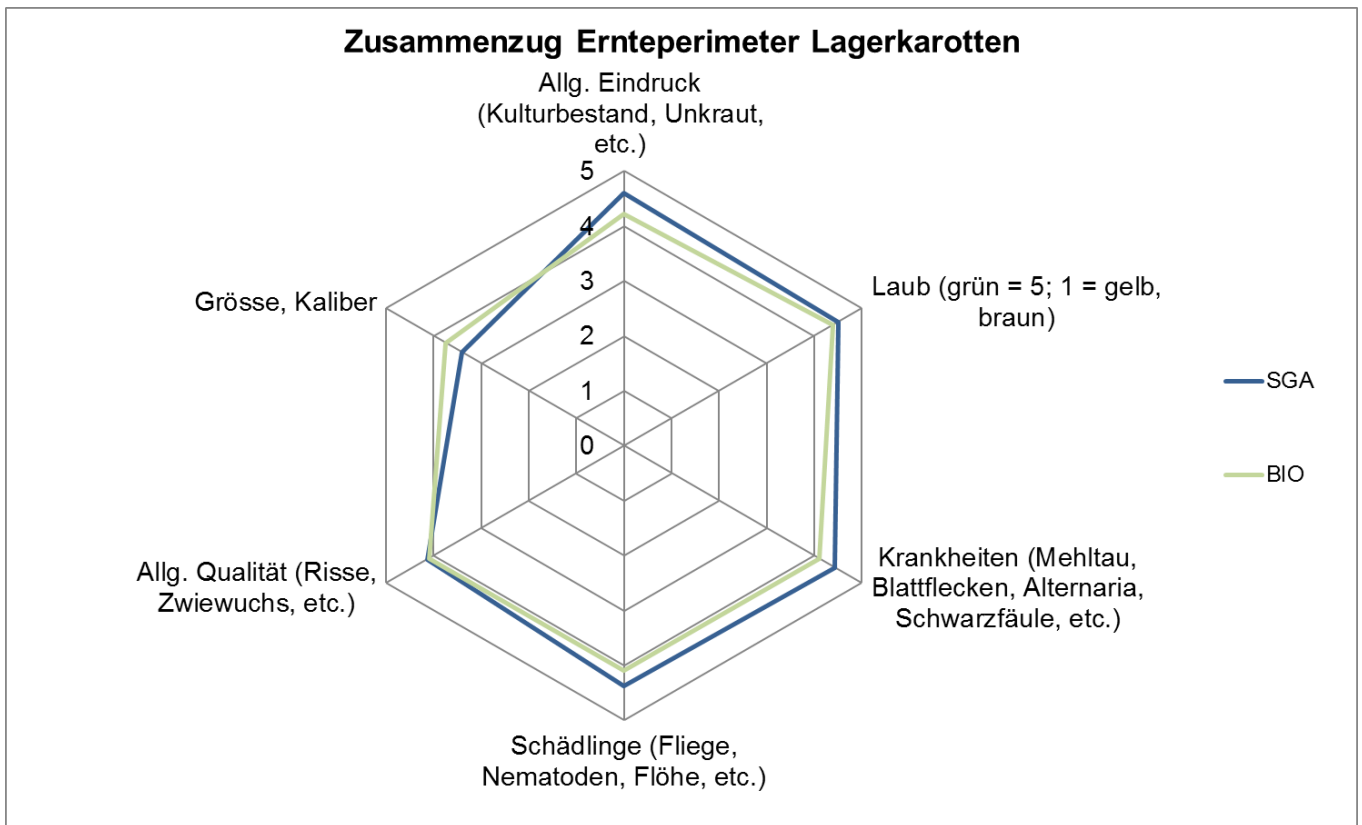 Zusammenzug Ernteperimeter Lagerkarotten
Allg. Eindruck
(Kulturbestand, Unkraut,
etc.)
5
4
3
2
1
0
Laub (grün = 5; 1 = gelb,
braun)
Grösse, Kaliber
SGA
BIO
Krankheiten (Mehltau,
Blattflecken, Alternaria,
Schwarzfäule, etc.)
Allg. Qualität (Risse,
Zwiewuchs, etc.)
Schädlinge (Fliege,
Nematoden, Flöhe, etc.)